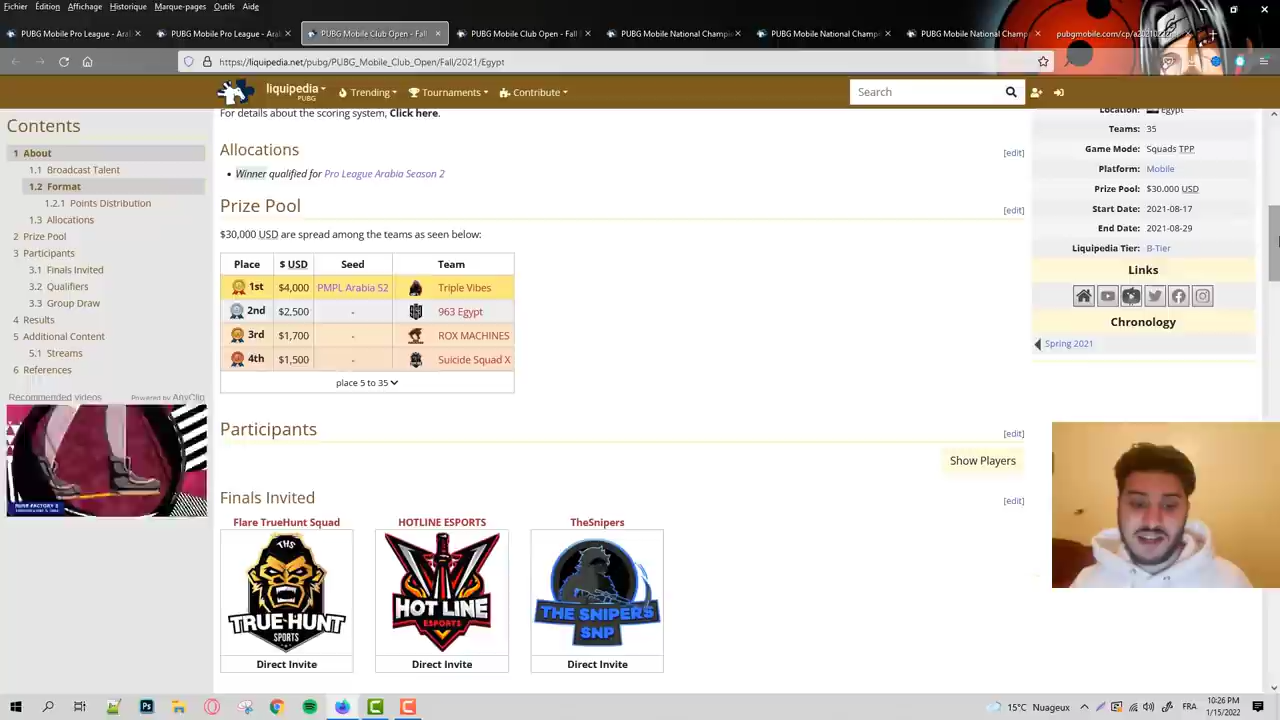 Fichier Édition Affichage Historique Marque-pages Outils Aide
PUBG Mobile Pro League - Ara
PUBG Mobile Pro League - Arabi
PUBG Mobile Club Open - Fall
PUBG Mobile Club Open - Fall
PUBG Mobile National Champi
PUBG Mobile National Champ
PUBG Mobile National Champ
https://liquipedia.net/pubg/PUBG_Mobile_Club_Open/Fall/2021/Egypt
liquipedia PUBG Trending Tournaments Contribute Search
Contents
1 About
1.1 Broadcast Talent
1.2 Format
1.2.1 Points Distribution
1.3 Allocations
2 Prize Pool
3 Participants
3.1 Finals Invited
3.2 Qualifiers
3.3 Group Draw
4 Results
5 Additional Content
5.1 Streams
6 References
Recommended videos Powered by AnyClip
For details about the scoring system, Click here.
Allocations [edit]
Winner qualified for Pro League Arabia Season 2
Prize Pool [edit]
$30,000 USD are spread among the teams as seen below:
Place $ USD Seed Team
1st $4,000 PMPL Arabia S2 Triple Vibes
2nd $2,500 - 963 Egypt
3rd $1,700 - ROX MACHINES
4th $1,500 - Suicide Squad X
place 5 to 35
Participants [edit]
Show Players
Finals Invited [edit]
Flare TrueHunt Squad HOTLINE ESPORTS TheSnipers
THS
TRUE-HUNT
SPORTS
HOT LINE
ESPORTS
THE SNIPERS
SNP
Direct Invite Direct Invite Direct Invite
Location: Egypt
Teams: 35
Game Mode: Squads TPP
Platform: Mobile
Prize Pool: $30.000 USD
Start Date: 2021-08-17
End Date: 2021-08-29
Liquipedia Tier: B-Tier
Links
Chronology
Spring 2021
15°C Nuageux FRA 10:26 PM
1/15/2022